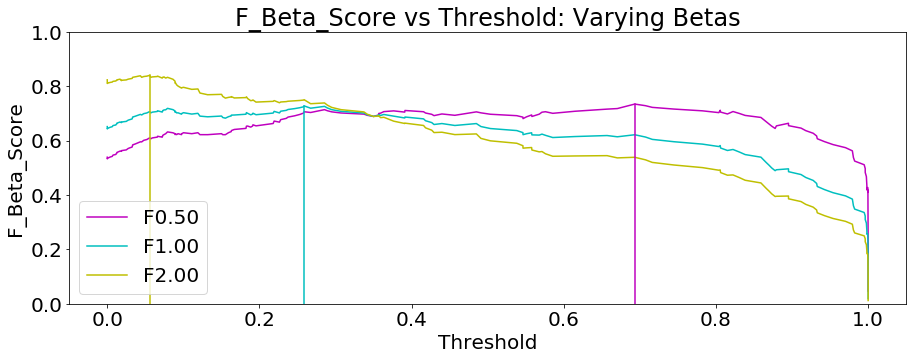 F_Beta_Score vs Threshold: Varying Betas
F_Beta_Score
1.0
0.8
0.6
0.4
0.2
0.0
F0.50
F1.00
F2.00
0.0 0.2 0.4 0.6 0.8 1.0
Threshold